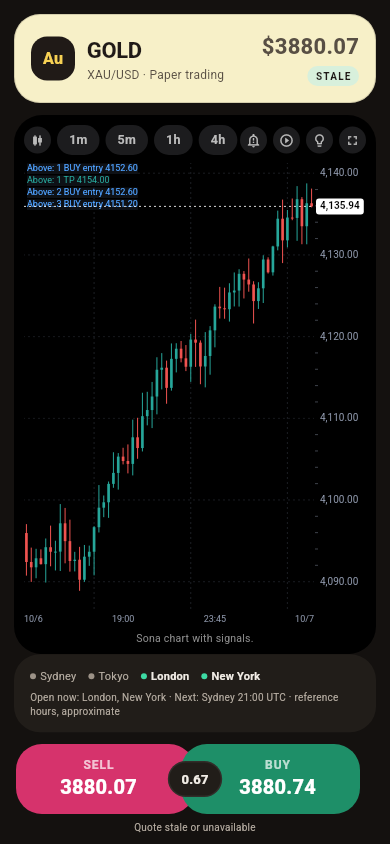 Au
GOLD
XAU/USD · Paper trading
$3880.07
STALE
1m 5m 1h 4h
Above: 1 BUY entry 4152.60
Above: 1 TP 4154.00
Above: 2 BUY entry 4152.60
Above: 3 BUY entry 4151.20
4,140.00
4,135.94
4,130.00
4,120.00
4,110.00
4,100.00
4,090.00
10/6 19:00 23:45 10/7
Sona chart with signals.
Sydney Tokyo London New York
Open now: London, New York · Next: Sydney 21:00 UTC · reference
hours, approximate
SELL
3880.07
0.67
BUY
3880.74
Quote stale or unavailable